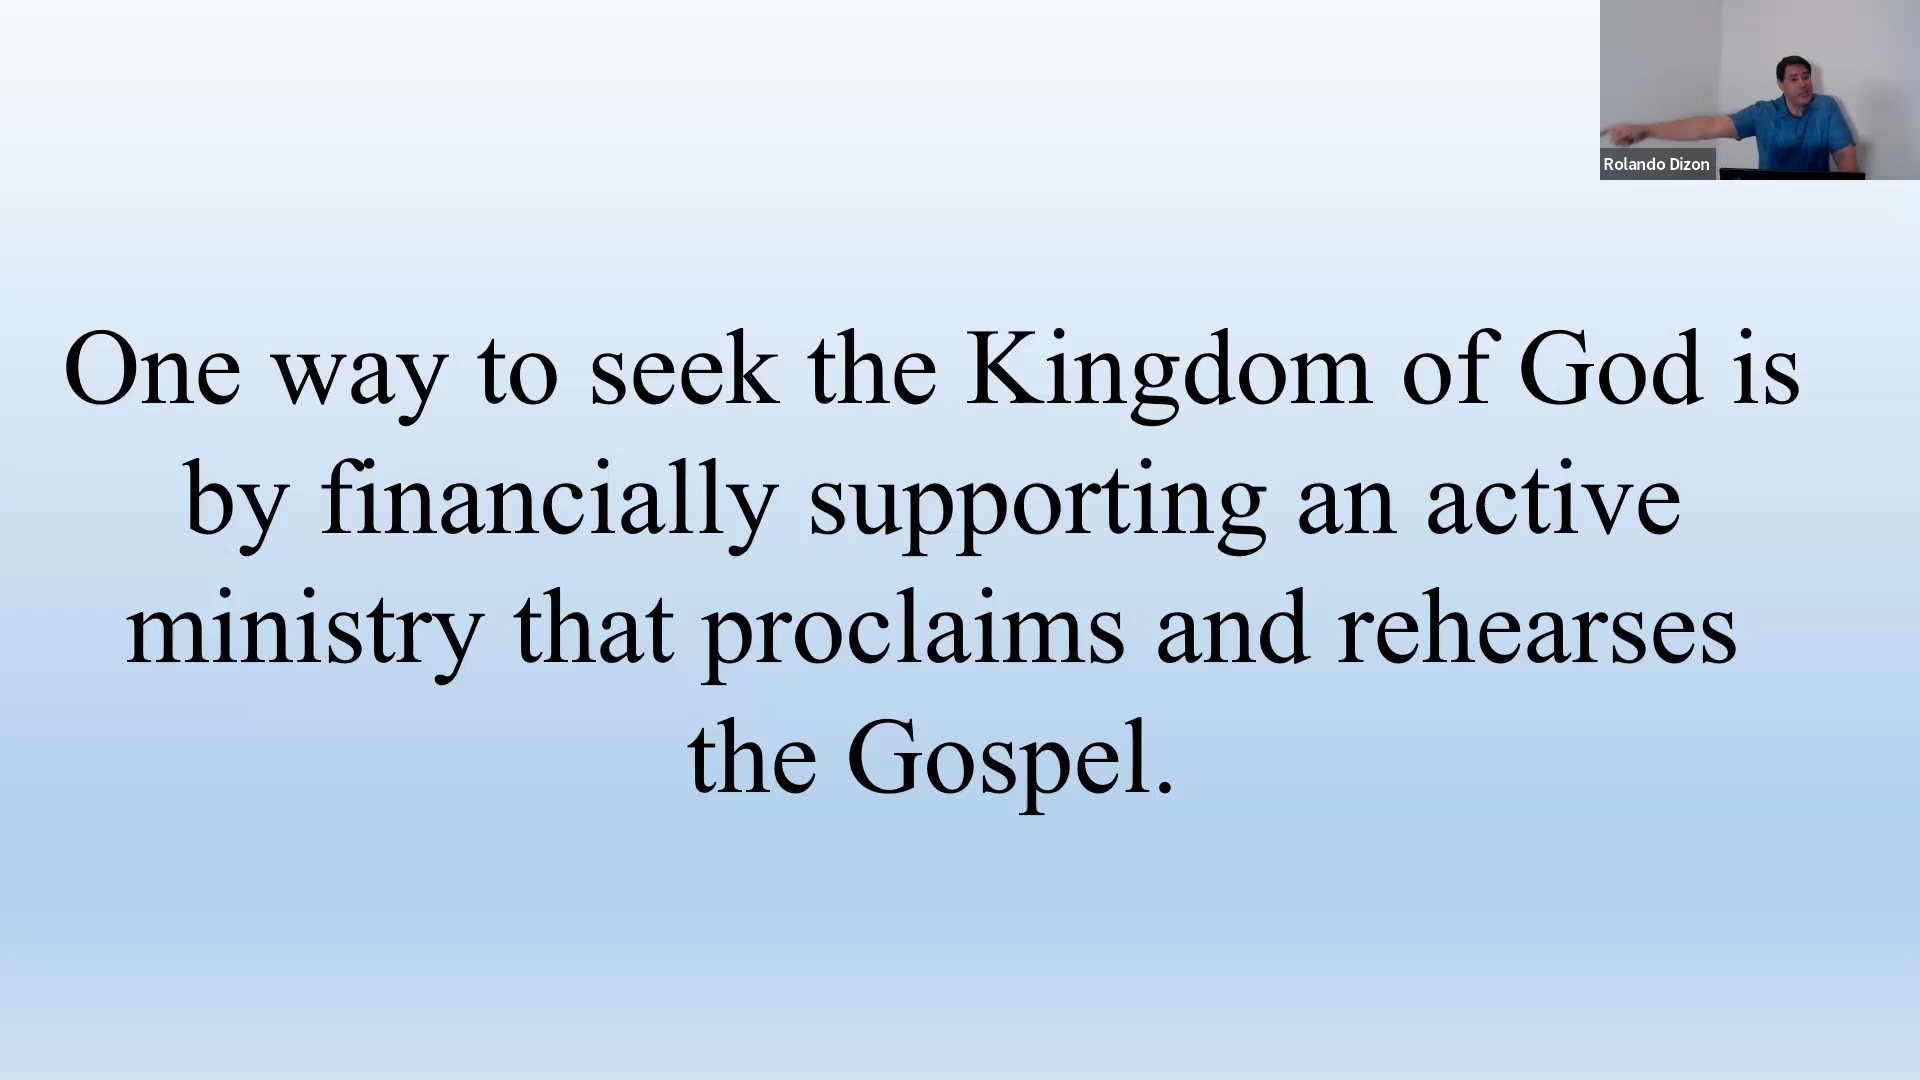 Rolando Dizon
One way to seek the Kingdom of God is
by financially supporting an active
ministry that proclaims and rehearses
the Gospel.